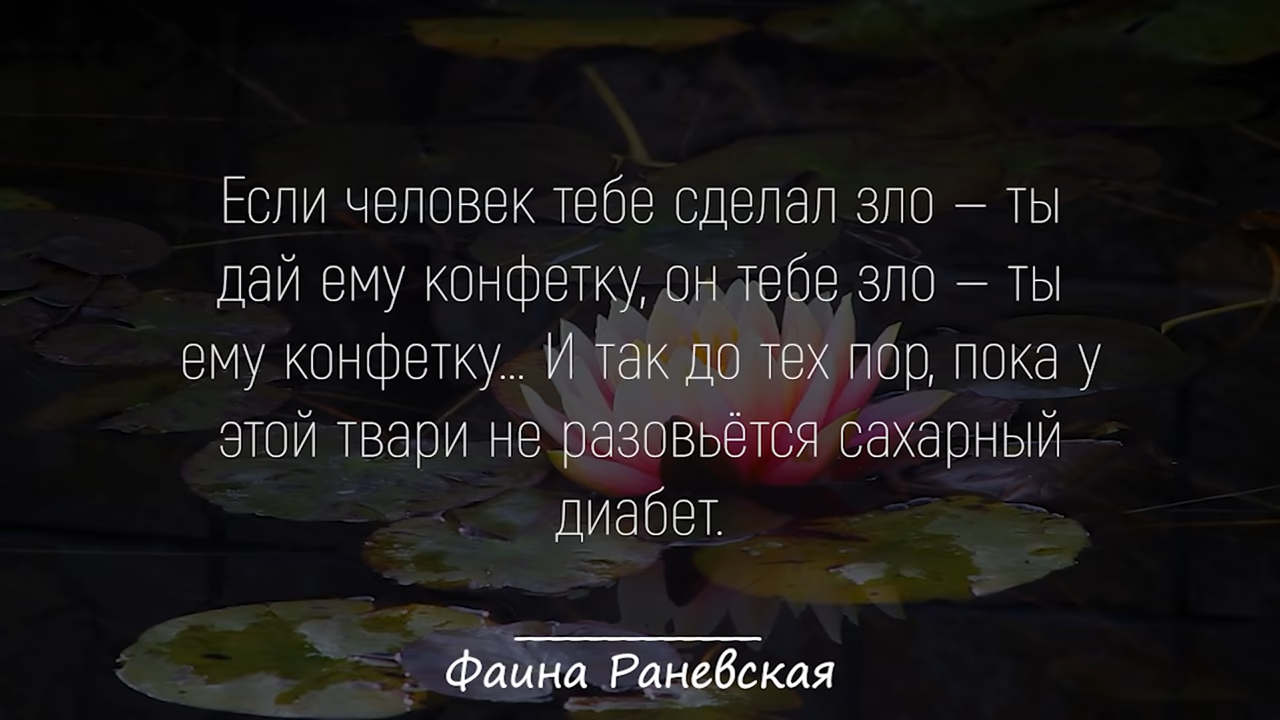 Если человек тебе сделал зло – ты
дай ему конфетку, он тебе зло – ты
ему конфетку... И так до тех пор, пока у
этой твари не разовьётся сахарный
диабет.
Фаина Раневская